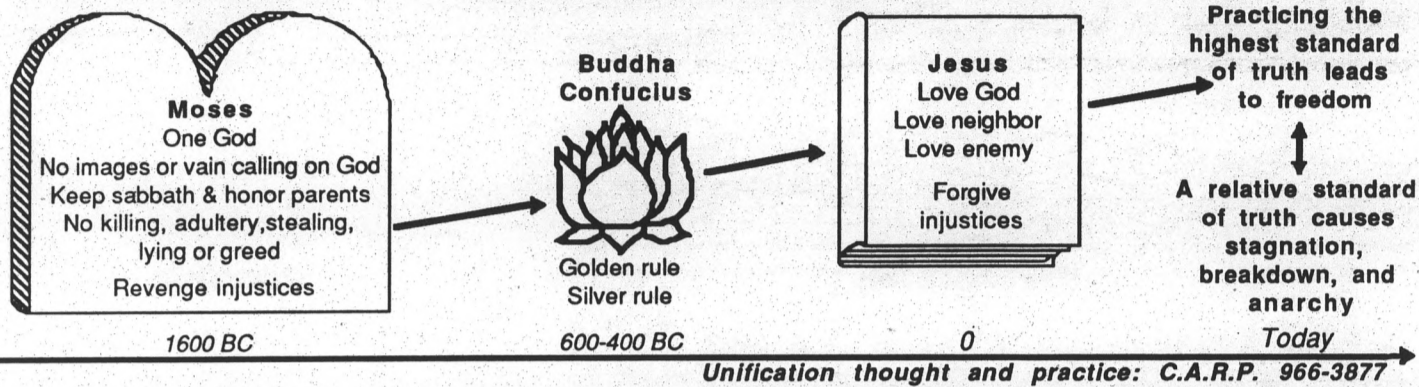 Moses
One God
No images or vain calling on God
Keep sabbath & honor parents
No killing, adultery,stealing,
lying or greed
Revenge injustices
1600 BC
Buddha
Confucius
Golden rule
Silver rule
600-400 BC
Jesus
Love God
Love neighbor
Love enemy
Forgive
injustices
0
Practicing the
highest standard
of truth leads
to freedom
A relative standard
of truth causes
stagnation,
breakdown, and
anarchy
Today
Unification thought and practice: C.A.R.P. 966-3877